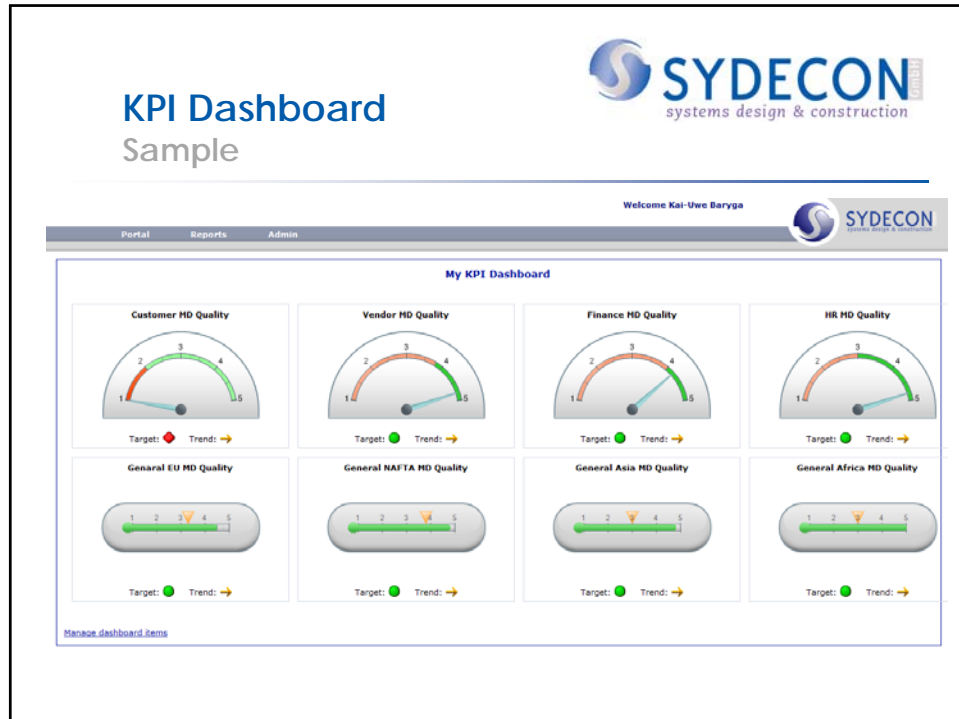 SYDECON GmbH
systems design & construction
KPI Dashboard
Sample
Welcome Kai-Uwe Baryga
SYDECON
systems design & construction
Portal Reports Admin
My KPI Dashboard
Customer MD Quality Vendor MD Quality Finance MD Quality HR MD Quality
1 2 3 4 5 1 2 3 4 5 1 2 3 4 5 1 2 3 4 5
Target: Trend: Target: Trend: Target: Trend: Target: Trend:
Genaral EU MD Quality General NAFTA MD Quality General Asia MD Quality General Africa MD Quality
1 2 3 4 5 1 2 3 4 5 1 2 3 4 5 1 2 3 4 5
Target: Trend: Target: Trend: Target: Trend: Target: Trend:
Manage dashboard items